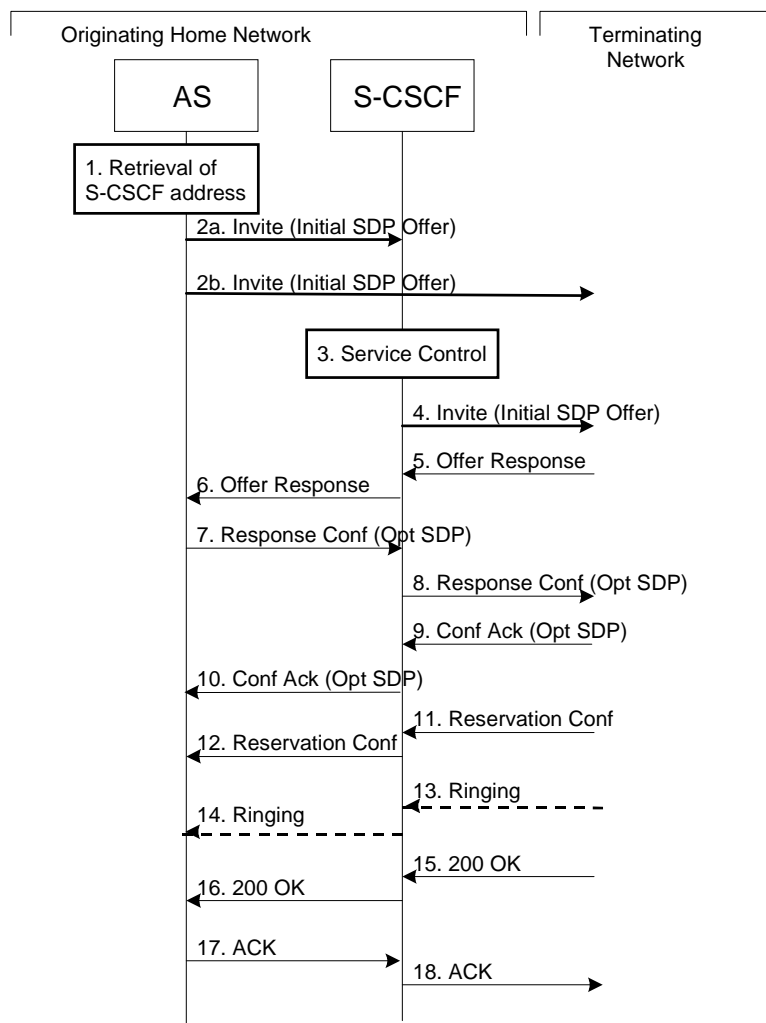 Originating Home Network
Terminating
Network
AS
S-CSCF
1. Retrieval of
S-CSCF address
2a. Invite (Initial SDP Offer)
2b. Invite (Initial SDP Offer)
3. Service Control
4. Invite (Initial SDP Offer)
5. Offer Response
6. Offer Response
7. Response Conf (Opt SDP)
8. Response Conf (Opt SDP)
9. Conf Ack (Opt SDP)
10. Conf Ack (Opt SDP)
11. Reservation Conf
12. Reservation Conf
13. Ringing
14. Ringing
15. 200 OK
16. 200 OK
17. ACK
18. ACK